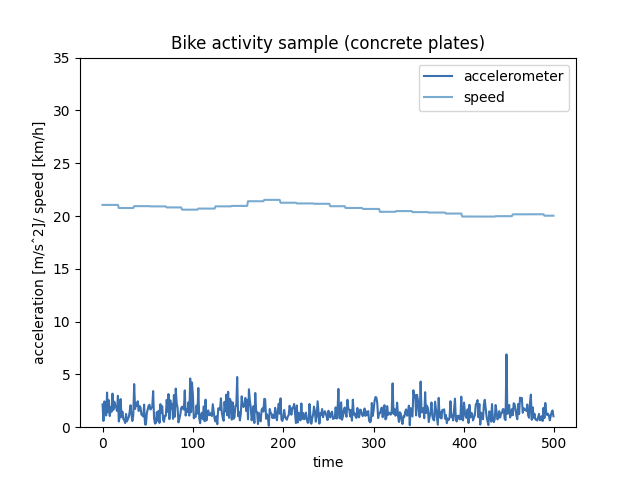 Bike activity sample (concrete plates)
accelerometer
speed
acceleration [m/s^2]/ speed [km/h]
35
30
25
20
15
10
5
0
0 100 200 300 400 500
time